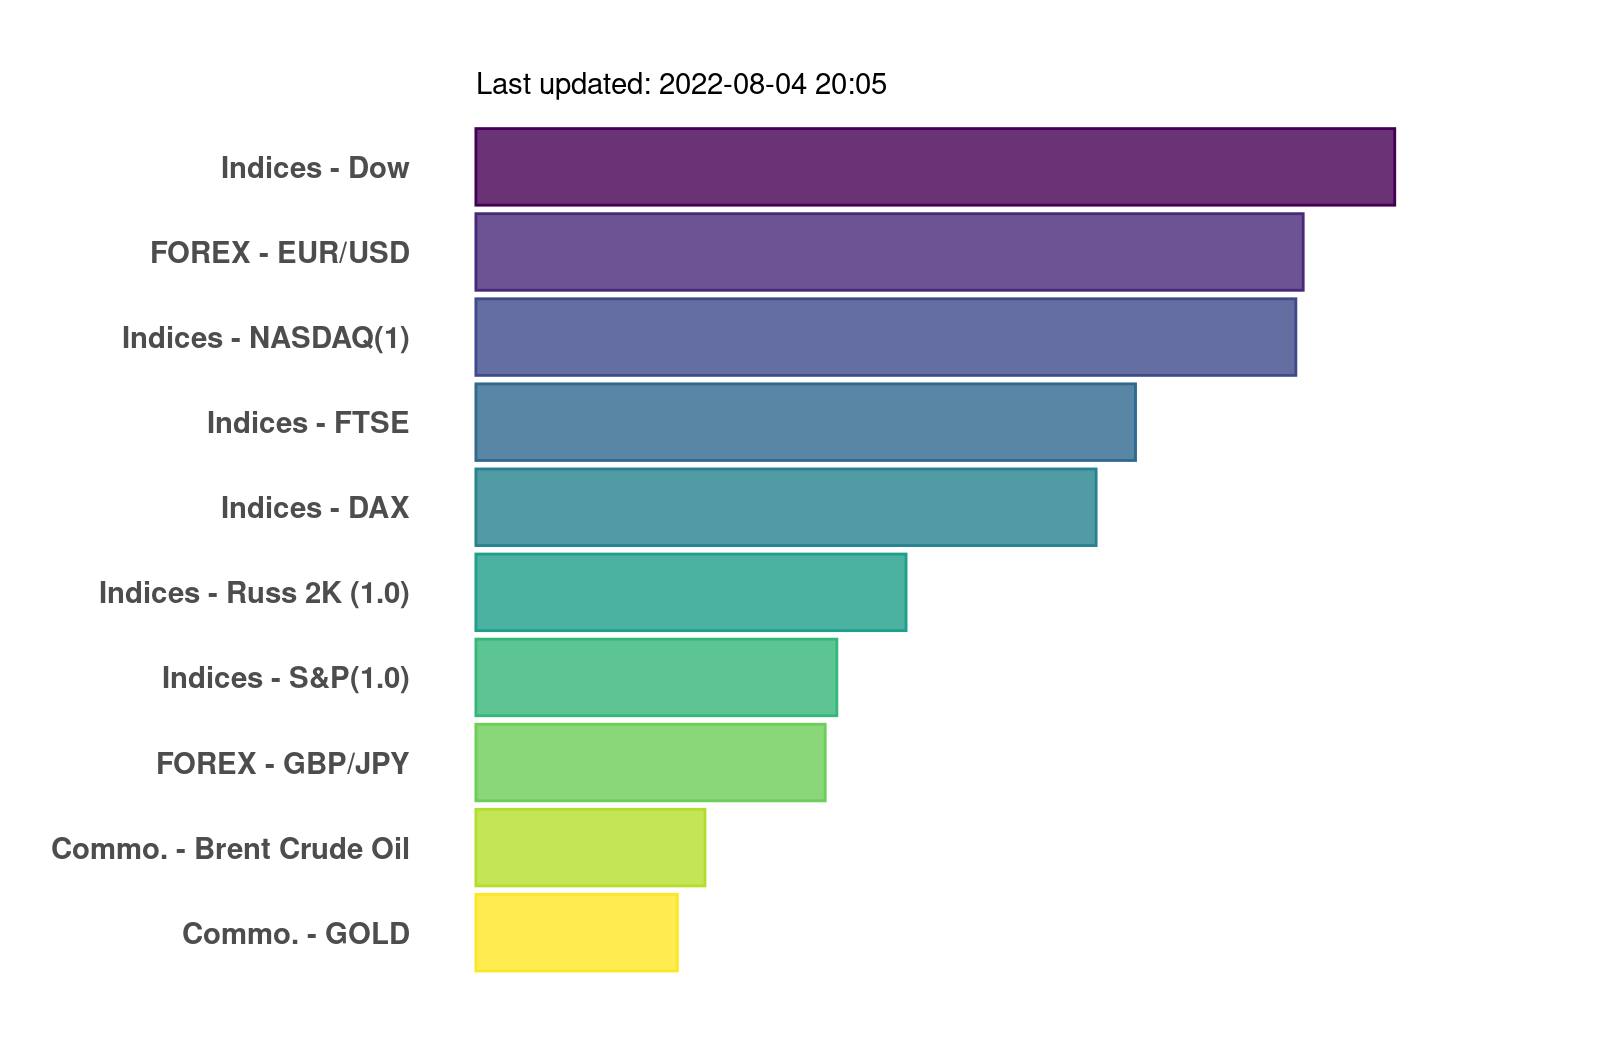 Last updated: 2022-08-04 20:05
Indices - Dow
FOREX - EUR/USD
Indices - NASDAQ(1)
Indices - FTSE
Indices - DAX
Indices - Russ 2K (1.0)
Indices - S&P(1.0)
FOREX - GBP/JPY
Commo. - Brent Crude Oil
Commo. - GOLD